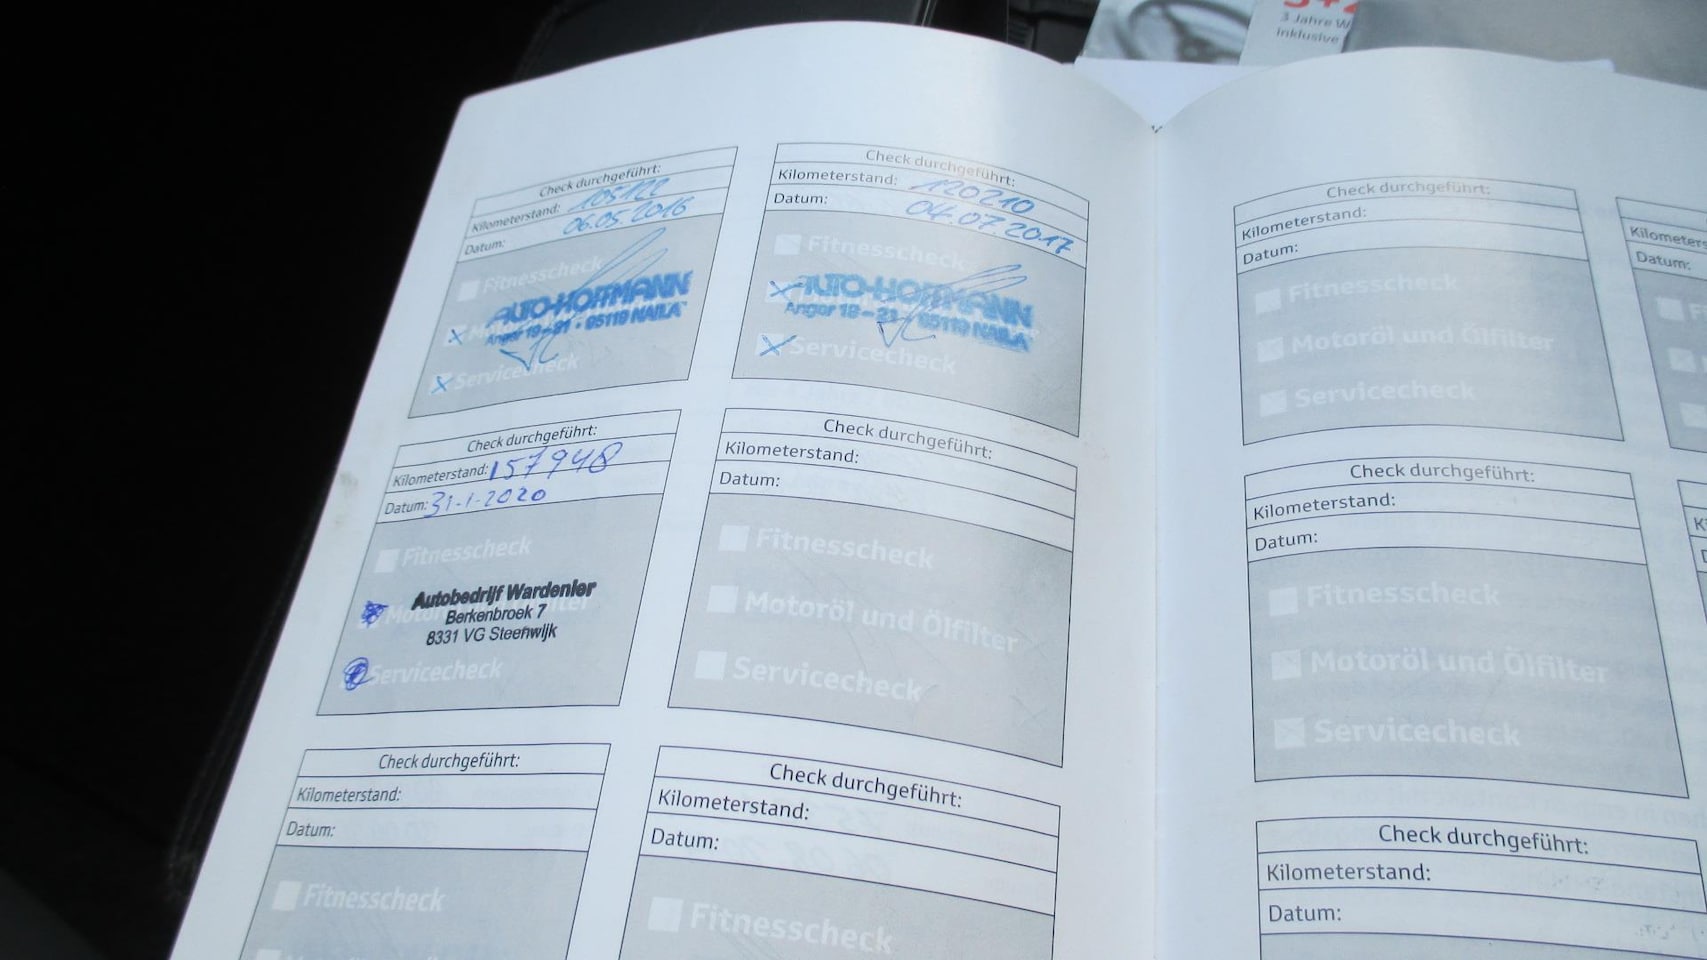 3 Jahre W
Inklusive
Check durchgeführt:
Kilometerstand: 105122
Datum: 06.05.2016
Fitnesscheck
AUTO-HOFFMANN
Anger 19-21 · 95119 NAILA
Servicecheck
Check durchgeführt:
Kilometerstand: 120210
Datum: 04.07.2017
Fitnesscheck
AUTO-HOFFMANN
Anger 19-21 · 95119 NAILA
Servicecheck
Check durchgeführt:
Kilometerstand: 157948
Datum: 31-1-2020
Fitnesscheck
Autobedrijf Wardenier
Berkenbroek 7
8331 VG Steenwijk
Servicecheck
Check durchgeführt:
Kilometerstand:
Datum:
Fitnesscheck
Motoröl und Ölfilter
Servicecheck
Check durchgeführt:
Kilometerstand:
Datum:
Fitnesscheck
Check durchgeführt:
Kilometerstand:
Datum:
Fitnesscheck
Check durchgeführt:
Kilometerstand:
Datum:
Fitnesscheck
Motoröl und Ölfilter
Servicecheck
Kilometers
Datum:
Check durchgeführt:
Kilometerstand:
Datum:
Fitnesscheck
Motoröl und Ölfilter
Servicecheck
Check durchgeführt:
Kilometerstand:
Datum: